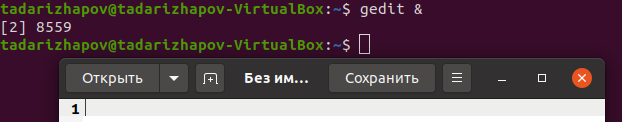 tadarizhapov@tadarizhapov-VirtualBox:~$ gedit &
[2] 8559
tadarizhapov@tadarizhapov-VirtualBox:~$
Открыть Без им... Сохранить
1